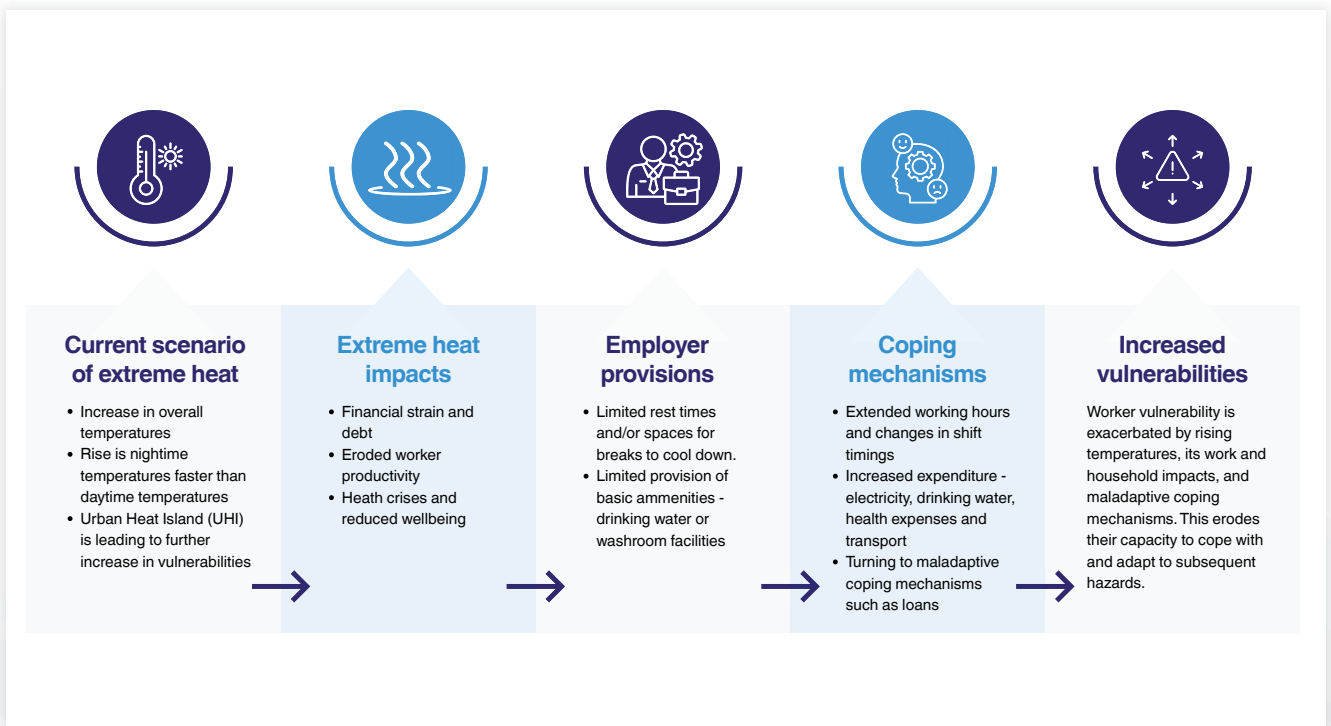 Current scenario
of extreme heat
• Increase in overall
temperatures
• Rise is nightime
temperatures faster than
daytime temperatures
• Urban Heat Island (UHI)
is leading to further
increase in vulnerabilities
Extreme heat
impacts
• Financial strain and
debt
• Eroded worker
productivity
• Heath crises and
reduced wellbeing
Employer
provisions
• Limited rest times
and/or spaces for
breaks to cool down.
• Limited provision of
basic ammenities -
drinking water or
washroom facilities
Coping
mechanisms
• Extended working hours
and changes in shift
timings
• Increased expenditure -
electricity, drinking water,
health expenses and
transport
• Turning to maladaptive
coping mechanisms
such as loans
Increased
vulnerabilities
Worker vulnerability is
exacerbated by rising
temperatures, its work and
household impacts, and
maladaptive coping
mechanisms. This erodes
their capacity to cope with
and adapt to subsequent
hazards.